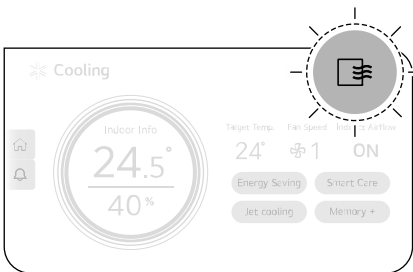 Cooling
Indoor Info
24.5°
40%
Target Temp. Fan Speed Indoor Airflow
24° 1 ON
Energy Saving Smart Care
Jet cooling Memory +